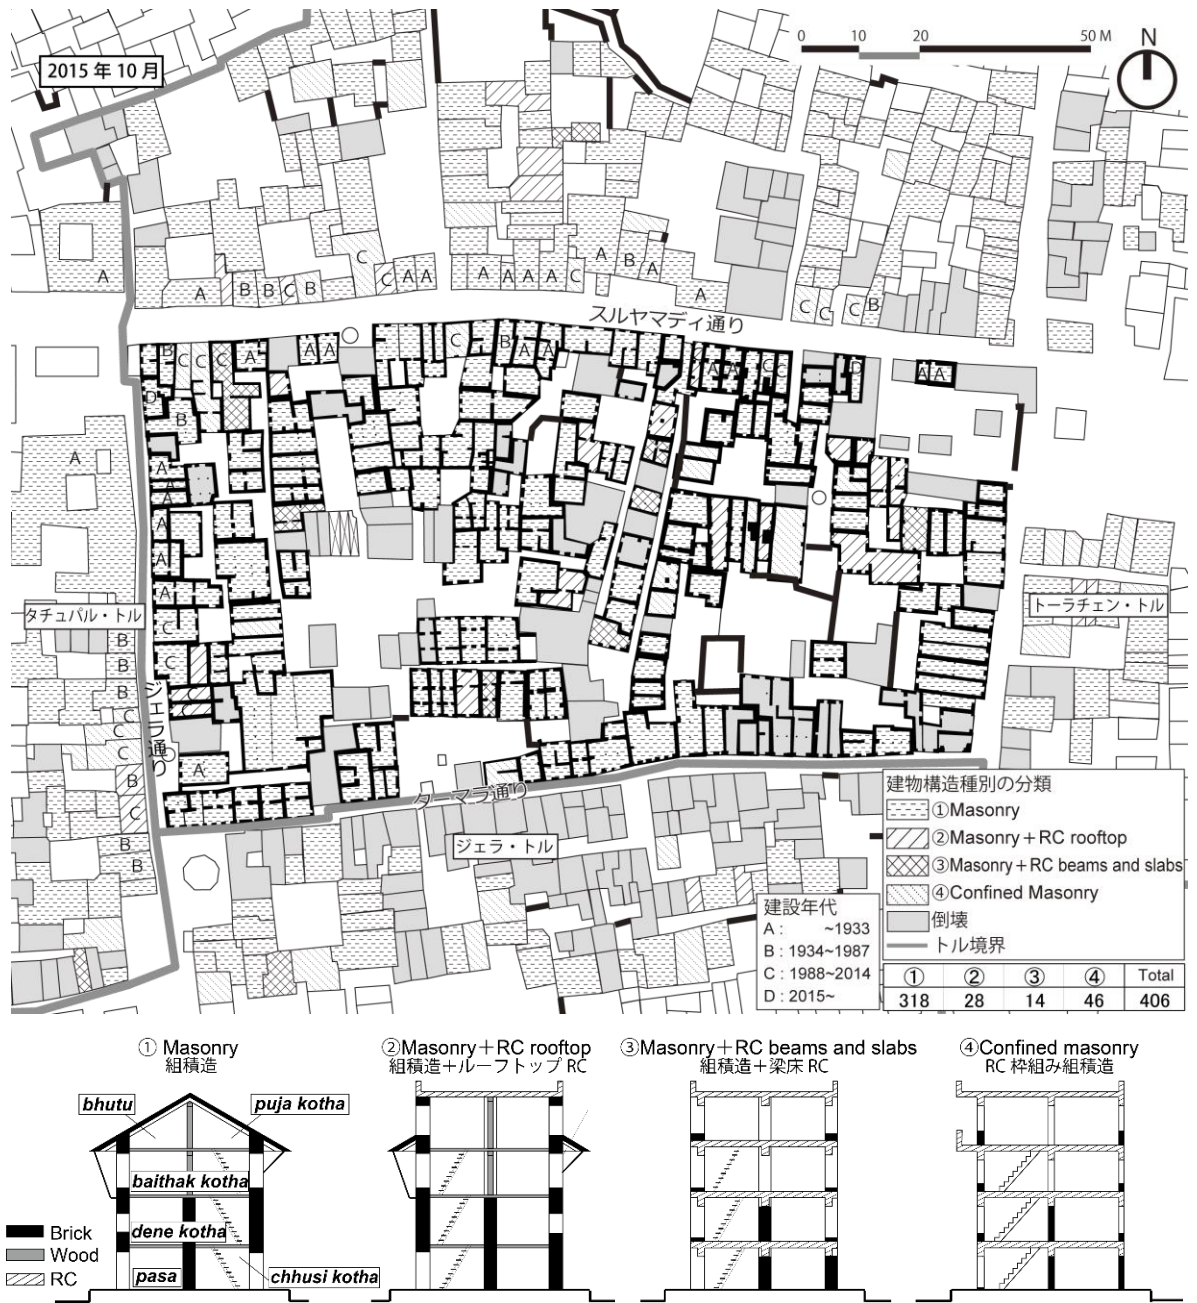 2015 年 10 月
0 10 20 50 M
N
スルヤマディ通り
タチュパル・トル
トーラチェン・トル
ジェラ通り
ターマラ通り
ジェラ・トル
建設年代
A : ~1933
B : 1934~1987
C : 1988~2014
D : 2015~
建物構造種別の分類
①Masonry
②Masonry+RC rooftop
③Masonry+RC beams and slabs
④Confined Masonry
倒壊
トル境界
① ② ③ ④ Total
318 28 14 46 406
① Masonry
組積造
bhutu
puja kotha
baithak kotha
dene kotha
pasa
chhusi kotha
Brick
Wood
RC
②Masonry+RC rooftop
組積造+ルーフトップ RC
③Masonry+RC beams and slabs
組積造+梁床 RC
④Confined masonry
RC 枠組み組積造